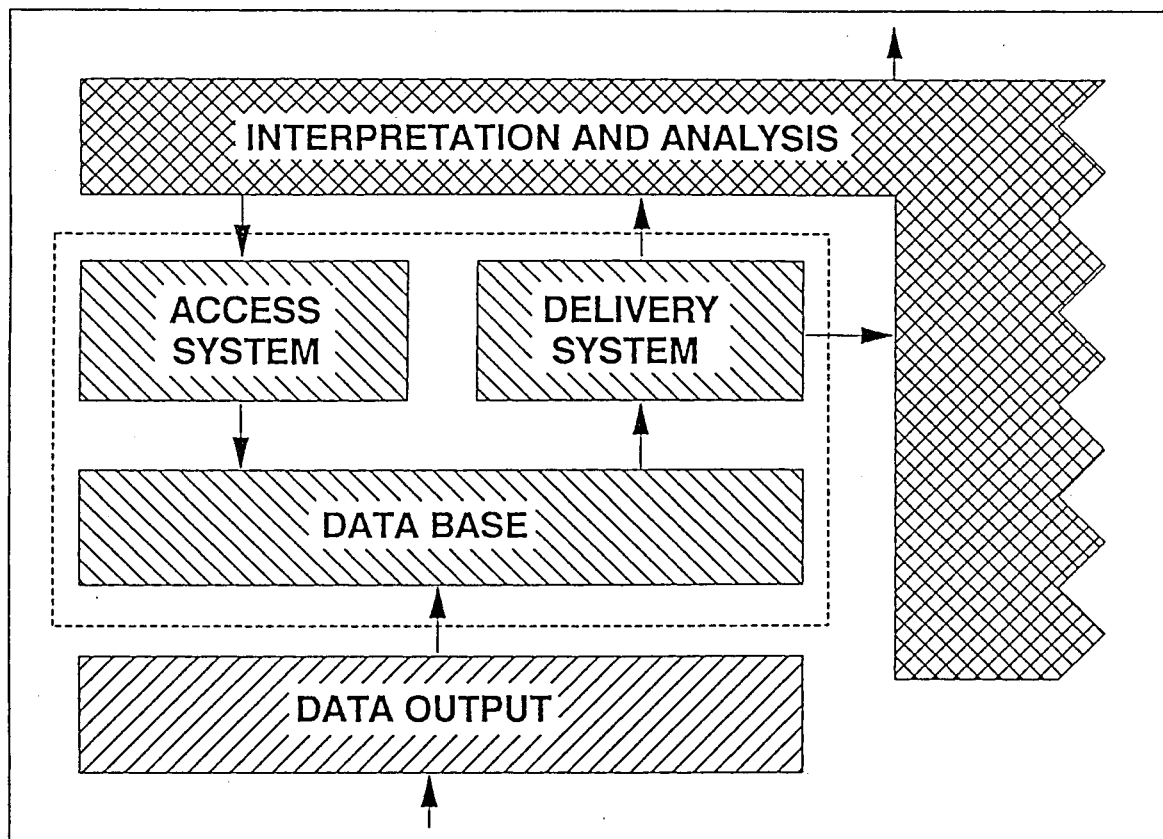 INTERPRETATION AND ANALYSIS
ACCESS
SYSTEM
DELIVERY
SYSTEM
DATA BASE
DATA OUTPUT